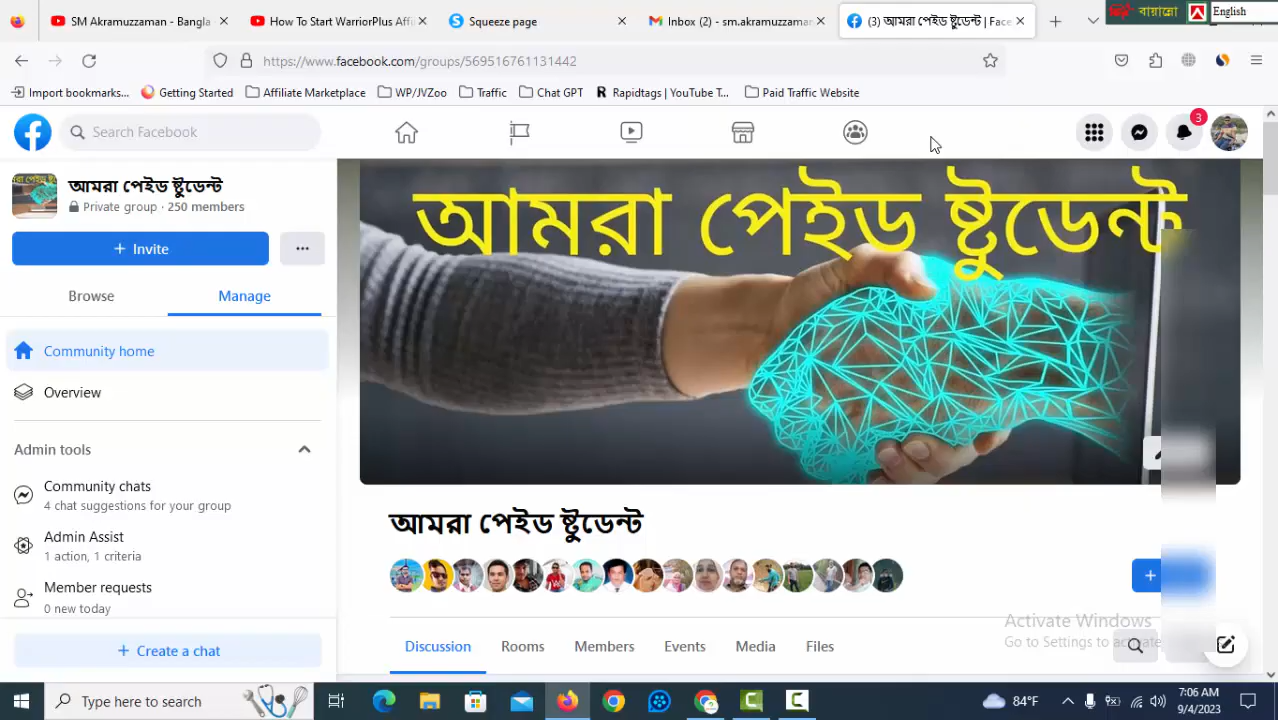 SM Akramuzzaman - Bangla
How To Start WarriorPlus Affi
Squeeze page
Inbox (2) - sm.akramuzzaman
(3) আমরা পেইড ষ্টুডেন্ট | Face
বায়ান্নো
English
https://www.facebook.com/groups/569516761131442
Import bookmarks...
Getting Started
Affiliate Marketplace
WP/JVZoo
Traffic
Chat GPT
Rapidtags | YouTube T...
Paid Traffic Website
Search Facebook
3
আমরা পেইড ষ্টুডেন্ট
Private group · 250 members
+ Invite
Browse
Manage
Community home
Overview
Admin tools
Community chats
4 chat suggestions for your group
Admin Assist
1 action, 1 criteria
Member requests
0 new today
+ Create a chat
আমরা পেইড ষ্টুডেন্ট
আমরা পেইড ষ্টুডেন্ট
Discussion
Rooms
Members
Events
Media
Files
Activate Windows
Go to Settings to activate
Type here to search
84°F
7:06 AM
9/4/2023